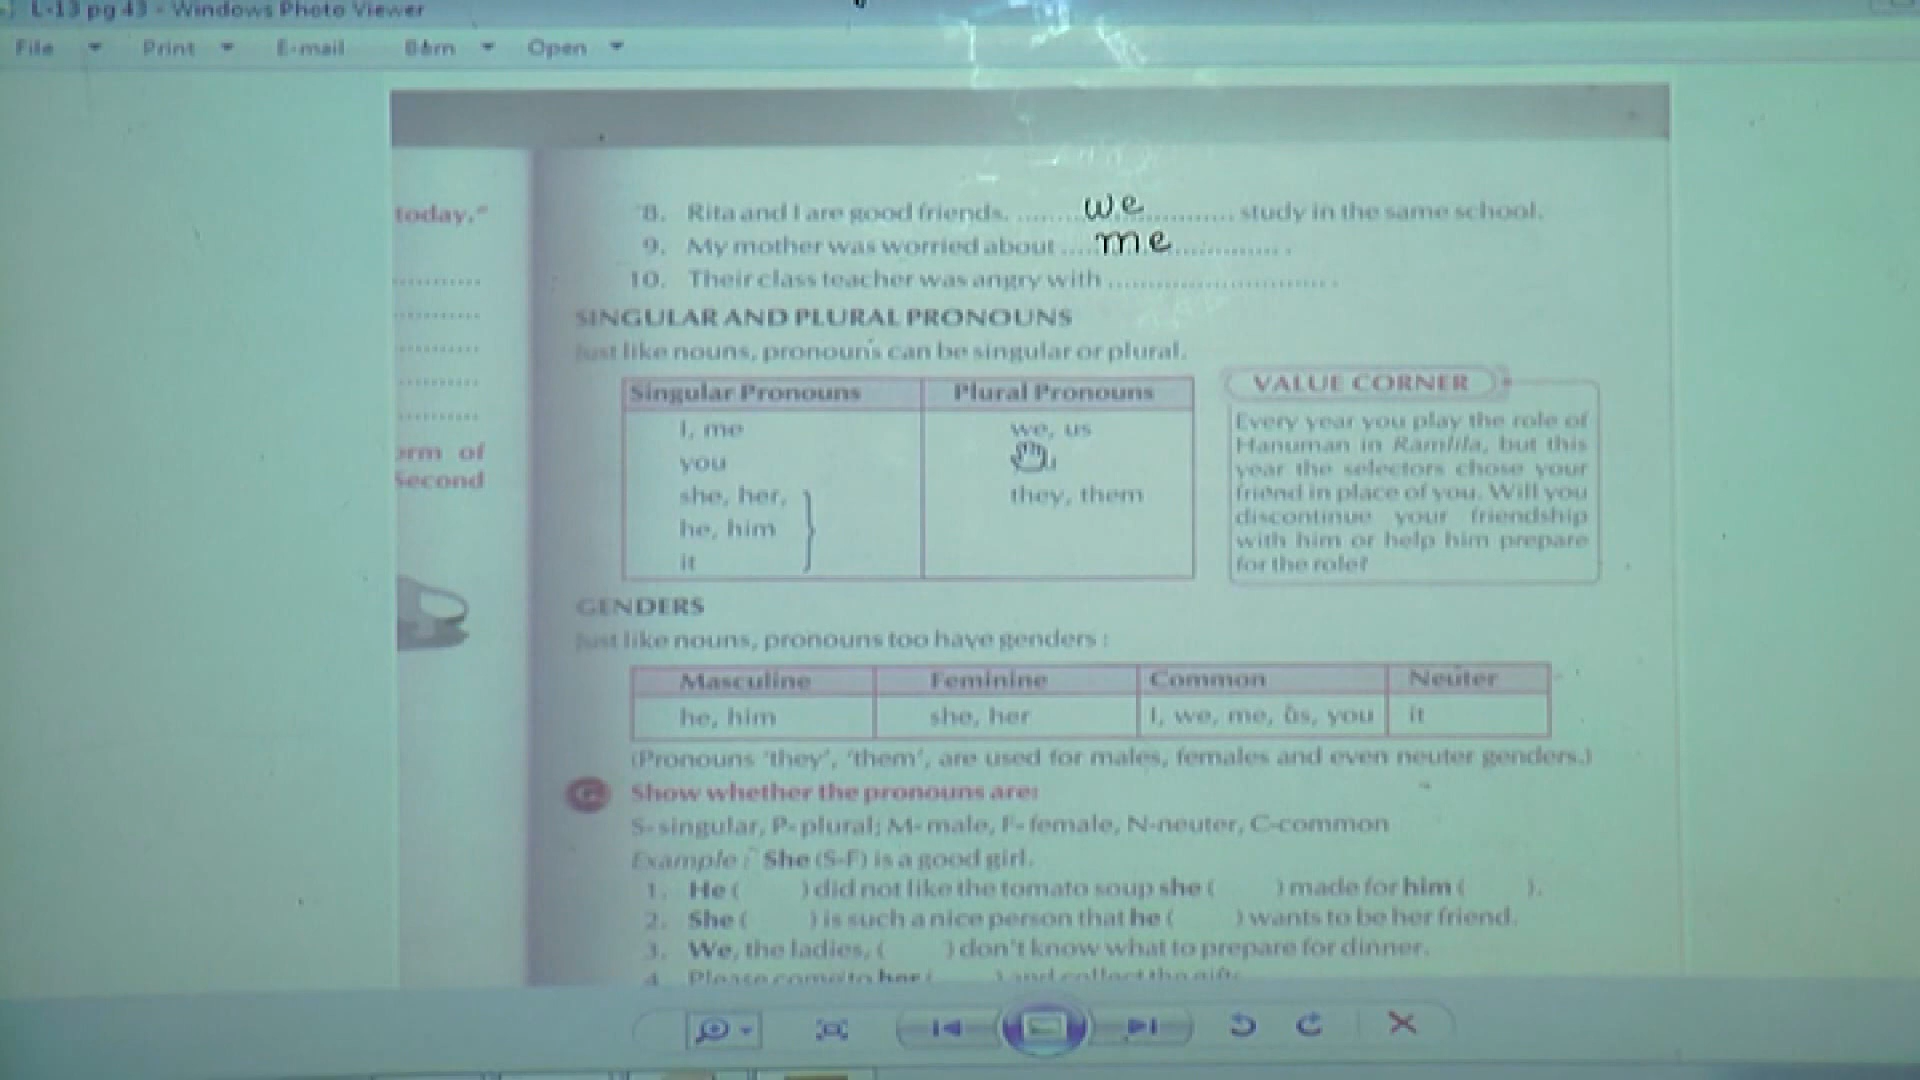 L-13 pg 43 - Windows Photo Viewer
File Print E-mail Burn Open
today."
8. Rita and I are good friends. .......... we .......... study in the same school.
9. My mother was worried about .... me .............. .
10. Their class teacher was angry with .......................... .
SINGULAR AND PLURAL PRONOUNS
Just like nouns, pronouns can be singular or plural.
Singular Pronouns Plural Pronouns
I, me we, us
you
she, her, they, them
he, him
it
VALUE CORNER
Every year you play the role of
Hanuman in Ramlila, but this
year the selectors chose your
friend in place of you. Will you
discontinue your friendship
with him or help him prepare
for the role?
orm of
Second
GENDERS
Just like nouns, pronouns too have genders :
Masculine Feminine Common Neuter
he, him she, her I, we, me, us, you it
(Pronouns 'they', 'them', are used for males, females and even neuter genders.)
G Show whether the pronouns are:
S-singular, P-plural; M-male, F-female, N-neuter, C-common
Example : She (S-F) is a good girl.
1. He ( ) did not like the tomato soup she ( ) made for him ( ).
2. She ( ) is such a nice person that he ( ) wants to be her friend.
3. We, the ladies, ( ) don't know what to prepare for dinner.
4. Please come to her ( ) and collect the gifts